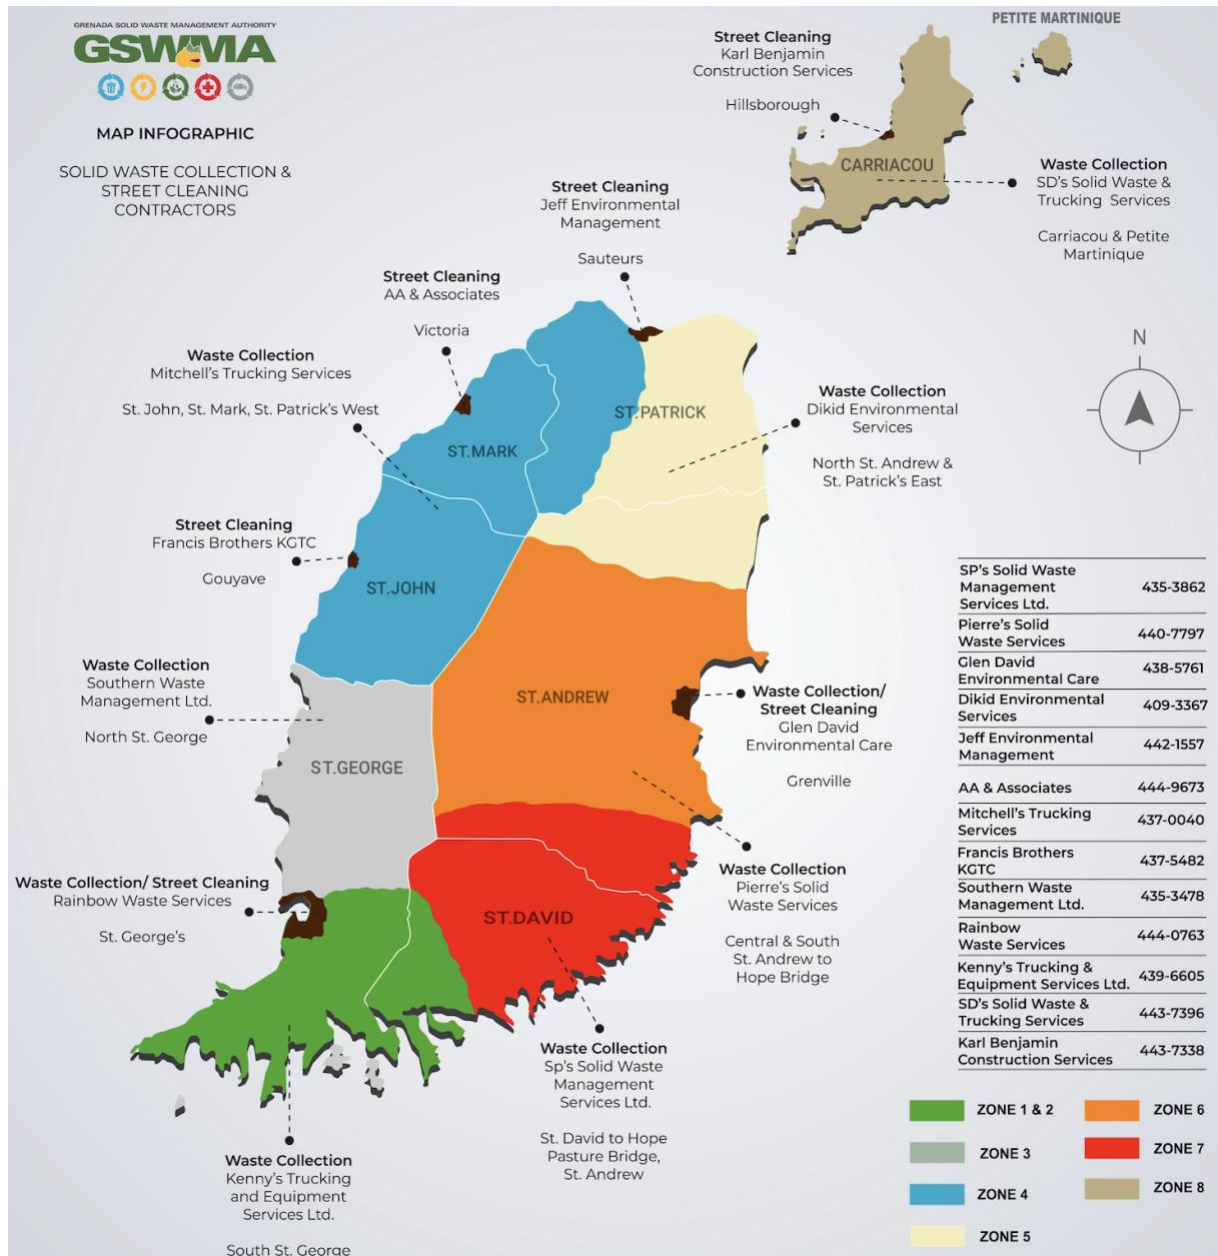 GRENADA SOLID WASTE MANAGEMENT AUTHORITY
GSWMA
MAP INFOGRAPHIC
SOLID WASTE COLLECTION &
STREET CLEANING
CONTRACTORS
PETITE MARTINIQUE
Street Cleaning
Karl Benjamin
Construction Services
Hillsborough
CARRIACOU
Waste Collection
SD's Solid Waste &
Trucking Services
Carriacou & Petite
Martinique
Street Cleaning
Jeff Environmental
Management
Sauteurs
Street Cleaning
AA & Associates
Victoria
Waste Collection
Mitchell's Trucking Services
St. John, St. Mark, St. Patrick's West
N
Waste Collection
Dikid Environmental
Services
North St. Andrew &
St. Patrick's East
ST.PATRICK
ST.MARK
Street Cleaning
Francis Brothers KGTC
Gouyave
ST.JOHN
Waste Collection
Southern Waste
Management Ltd.
North St. George
ST.ANDREW
Waste Collection/
Street Cleaning
Glen David
Environmental Care
Grenville
ST.GEORGE
Waste Collection/ Street Cleaning
Rainbow Waste Services
St. George's
Waste Collection
Pierre's Solid
Waste Services
Central & South
St. Andrew to
Hope Bridge
ST.DAVID
Waste Collection
Sp's Solid Waste
Management
Services Ltd.
St. David to Hope
Pasture Bridge,
St. Andrew
Waste Collection
Kenny's Trucking
and Equipment
Services Ltd.
South St. George
SP's Solid Waste
Management
Services Ltd.
435-3862
Pierre's Solid
Waste Services
440-7797
Glen David
Environmental Care
438-5761
Dikid Environmental
Services
409-3367
Jeff Environmental
Management
442-1557
AA & Associates
444-9673
Mitchell's Trucking
Services
437-0040
Francis Brothers
KGTC
437-5482
Southern Waste
Management Ltd.
435-3478
Rainbow
Waste Services
444-0763
Kenny's Trucking &
Equipment Services Ltd.
439-6605
SD's Solid Waste &
Trucking Services
443-7396
Karl Benjamin
Construction Services
443-7338
ZONE 1 & 2
ZONE 3
ZONE 4
ZONE 5
ZONE 6
ZONE 7
ZONE 8